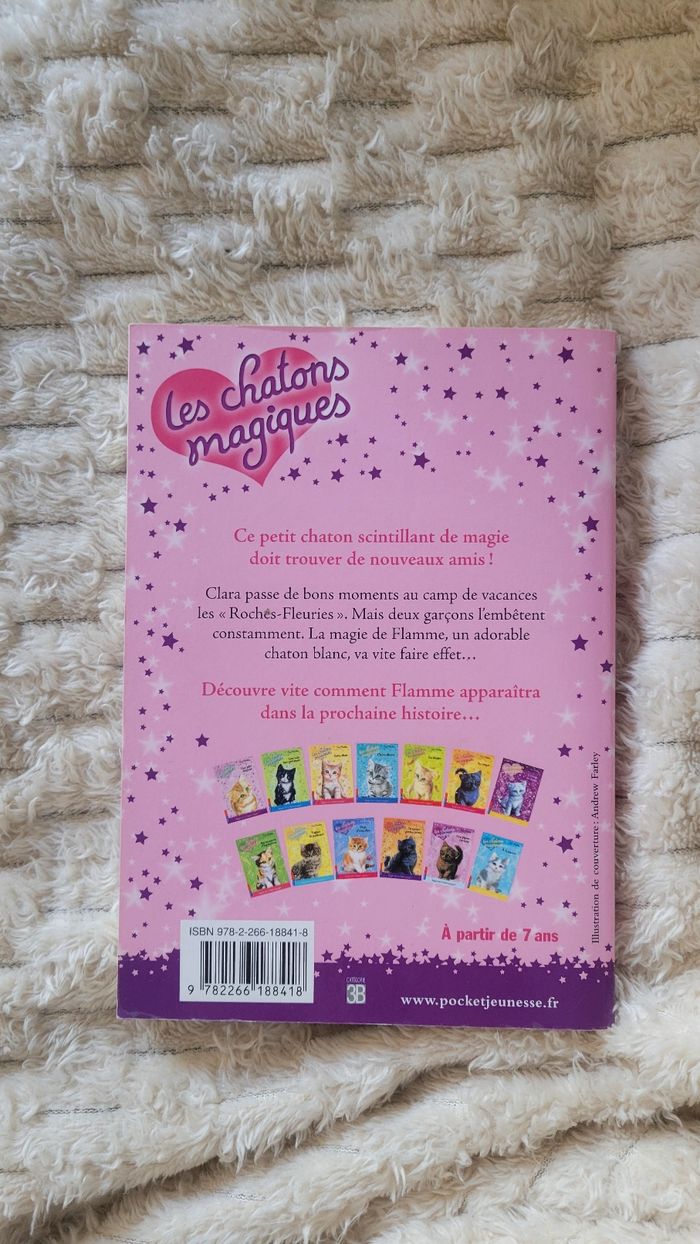 les chatons
magiques
Ce petit chaton scintillant de magie
doit trouver de nouveaux amis !
Clara passe de bons moments au camp de vacances
les « Roches-Fleuries ». Mais deux garçons l'embêtent
constamment. La magie de Flamme, un adorable
chaton blanc, va vite faire effet…
Découvre vite comment Flamme apparaîtra
dans la prochaine histoire…
Illustration de couverture : Andrew Farley
À partir de 7 ans
ISBN 978-2-266-18841-8
9 782266 188418
CATÉGORIE
3B
www.pocketjeunesse.fr